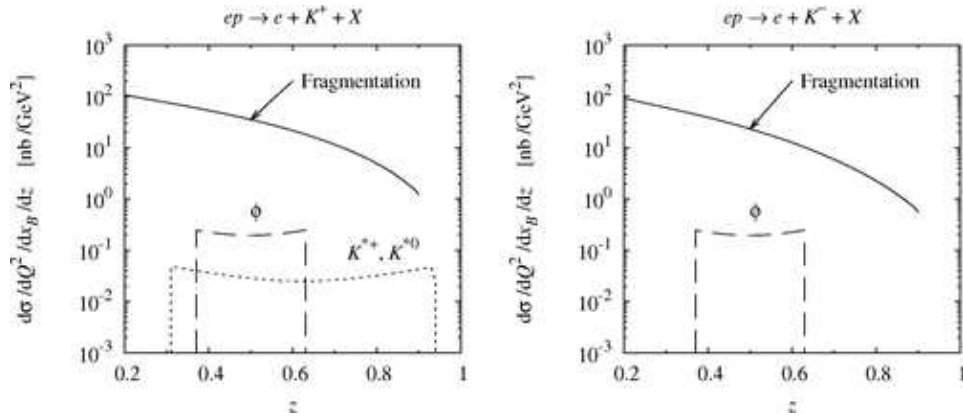 ep → e + K⁺ + X
10³
10²
10¹
10⁰
10⁻¹
10⁻²
10⁻³
dσ/dQ²/dx_B/dz [nb/GeV²]
Fragmentation
ϕ
K*⁺, K*⁰
0.2 0.4 0.6 0.8 1
z
ep → e + K⁻ + X
10³
10²
10¹
10⁰
10⁻¹
10⁻²
10⁻³
dσ/dQ²/dx_B/dz [nb/GeV²]
Fragmentation
ϕ
0.2 0.4 0.6 0.8 1
z